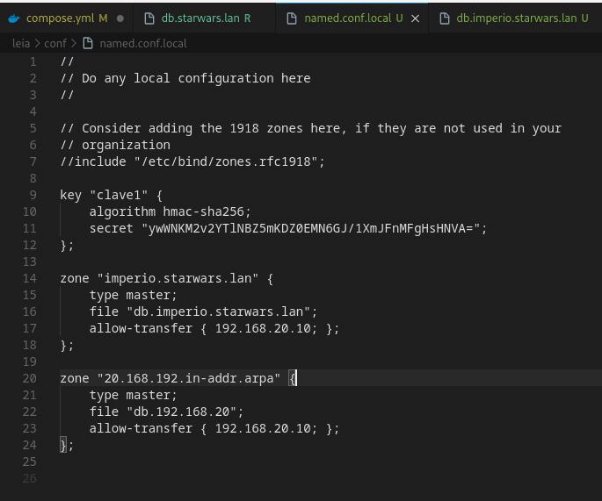 compose.yml M db.starwars.lan R named.conf.local U db.imperio.starwars.lan U
leia > conf > named.conf.local
1 //
2 // Do any local configuration here
3 //
4
5 // Consider adding the 1918 zones here, if they are not used in your
6 // organization
7 //include "/etc/bind/zones.rfc1918";
8
9 key "clave1" {
10 algorithm hmac-sha256;
11 secret "ywWNKM2v2YTlNBZ5mKDZ0EMN6GJ/1XmJFnMFgHsHNVA=";
12 };
13
14 zone "imperio.starwars.lan" {
15 type master;
16 file "db.imperio.starwars.lan";
17 allow-transfer { 192.168.20.10; };
18 };
19
20 zone "20.168.192.in-addr.arpa" {
21 type master;
22 file "db.192.168.20";
23 allow-transfer { 192.168.20.10; };
24 };
25
26